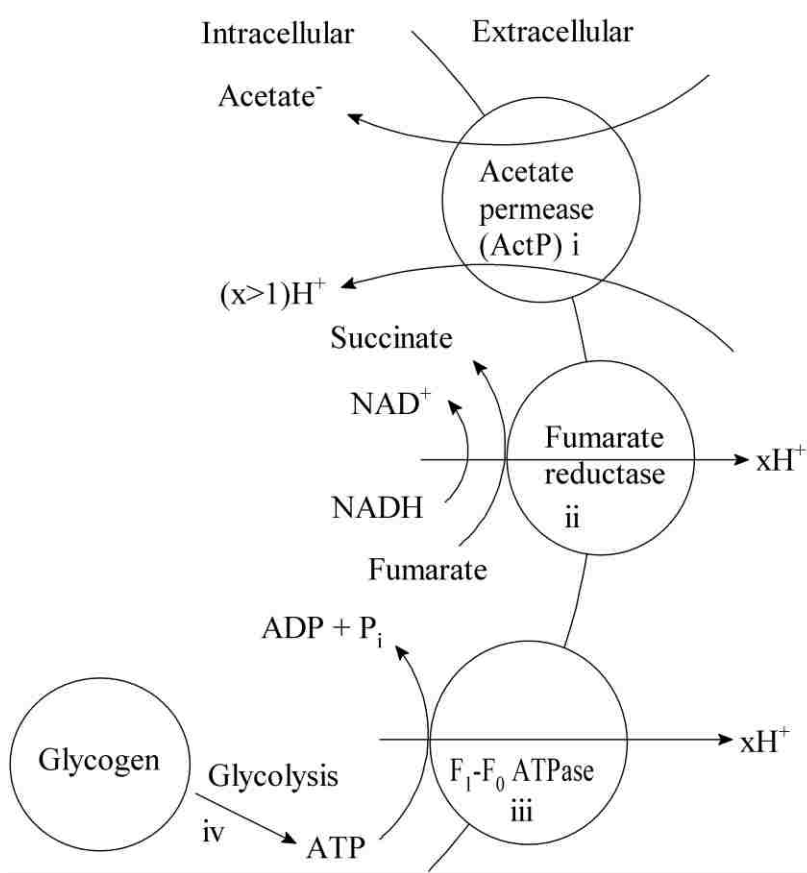 Intracellular
Extracellular
Acetate⁻
Acetate
permease
(ActP) i
(x>1)H⁺
Succinate
NAD⁺
Fumarate
reductase
ii
xH⁺
NADH
Fumarate
ADP + Pᵢ
Glycogen
Glycolysis
iv
ATP
F₁-F₀ ATPase
iii
xH⁺